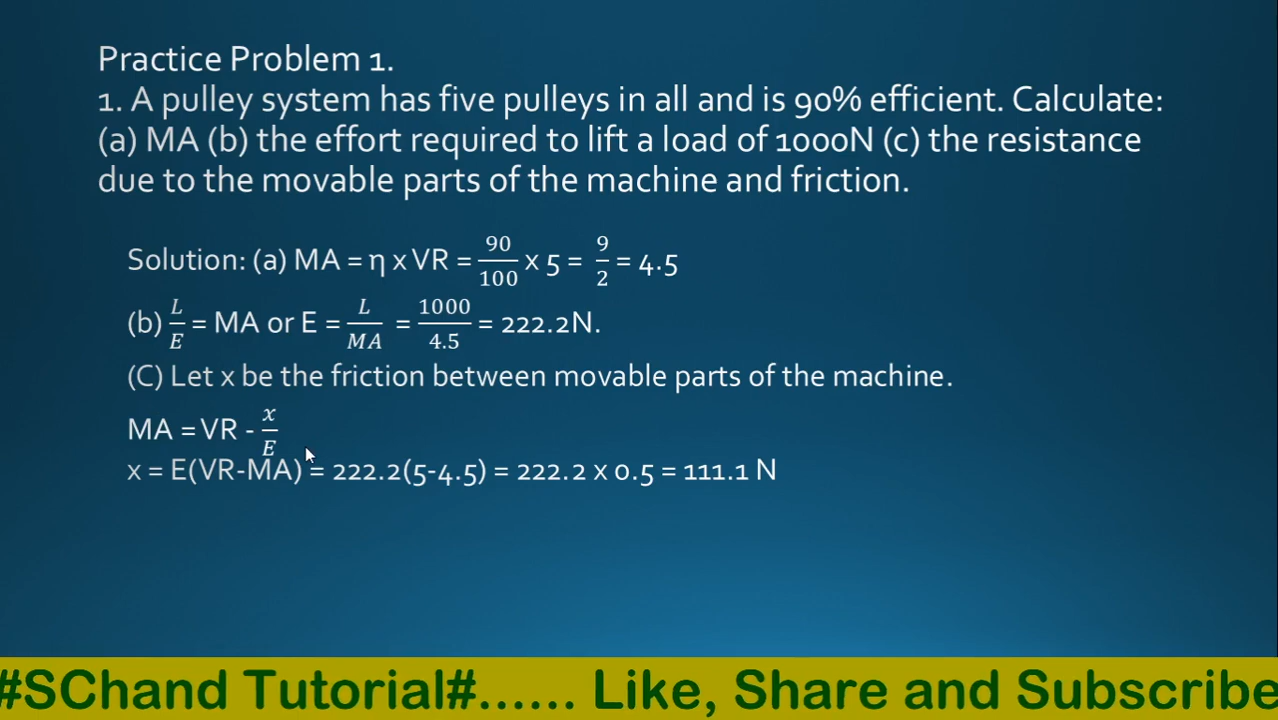 Practice Problem 1.
1. A pulley system has five pulleys in all and is 90% efficient. Calculate:
(a) MA (b) the effort required to lift a load of 1000N (c) the resistance
due to the movable parts of the machine and friction.
Solution: (a) MA = η x VR = 90/100 x 5 = 9/2 = 4.5
(b) L/E = MA or E = L/MA = 1000/4.5 = 222.2N.
(C) Let x be the friction between movable parts of the machine.
MA = VR - x/E
x = E(VR-MA) = 222.2(5-4.5) = 222.2 x 0.5 = 111.1 N
#SChand Tutorial#...... Like, Share and Subscribe